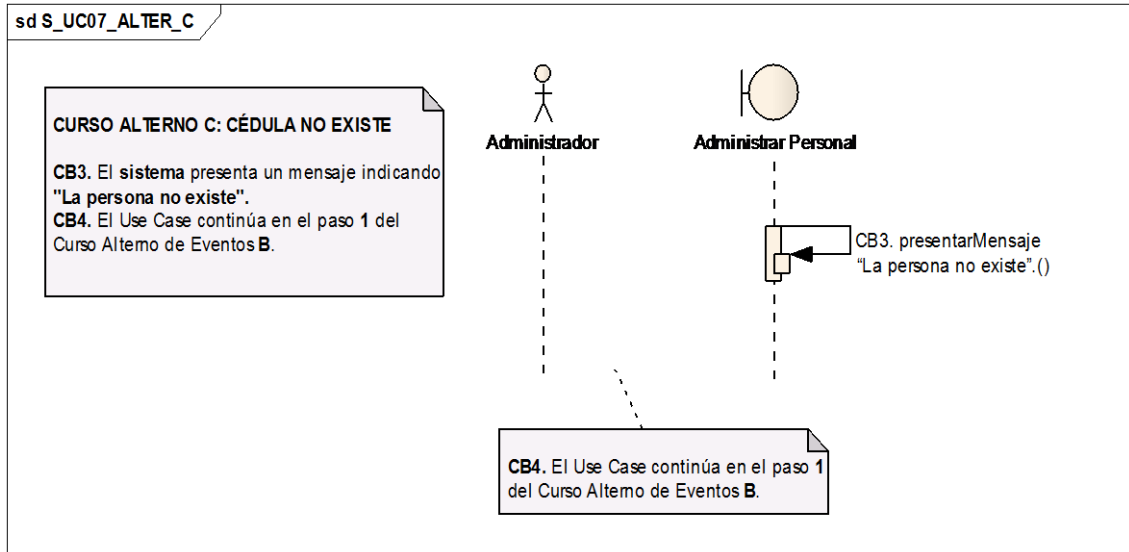 sd S_UC07_ALTER_C
CURSO ALTERNO C: CÉDULA NO EXISTE
CB3. El sistema presenta un mensaje indicando
"La persona no existe".
CB4. El Use Case continúa en el paso 1 del
Curso Alterno de Eventos B.
Administrador
Administrar Personal
CB3. presentarMensaje
“La persona no existe”.()
CB4. El Use Case continúa en el paso 1
del Curso Alterno de Eventos B.